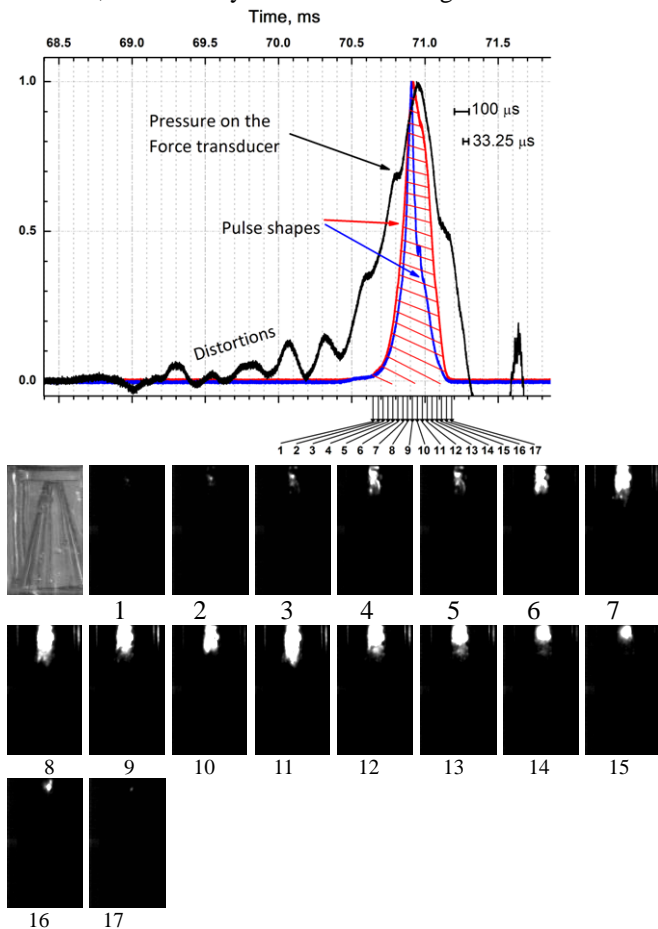 Time, ms
68.5 69.0 69.5 70.0 70.5 71.0 71.5
1.0
100 μs
Pressure on the
Force transducer
33.25 μs
0.5
Pulse shapes
Distortions
0.0
1 2 3 4 5 6 7 8 9 10 11 12 13 14 15 16 17
1 2 3 4 5 6 7
8 9 10 11 12 13 14 15
16 17